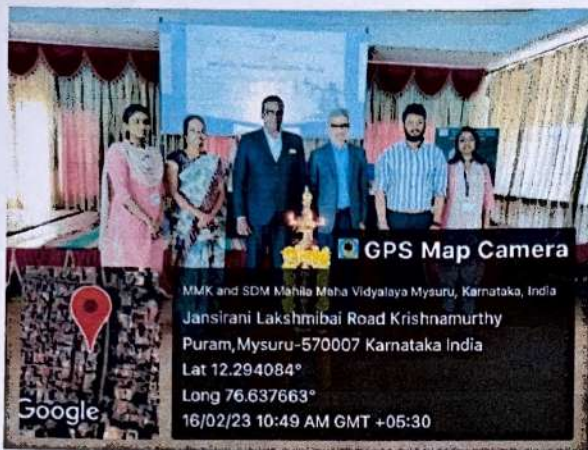 GPS Map Camera
MMK and SDM Mahila Maha Vidyalaya Mysuru, Karnataka, India
Jansirani Lakshmibai Road Krishnamurthy
Puram,Mysuru-570007 Karnataka India
Lat 12.294084°
Long 76.637663°
16/02/23 10:49 AM GMT +05:30
Google